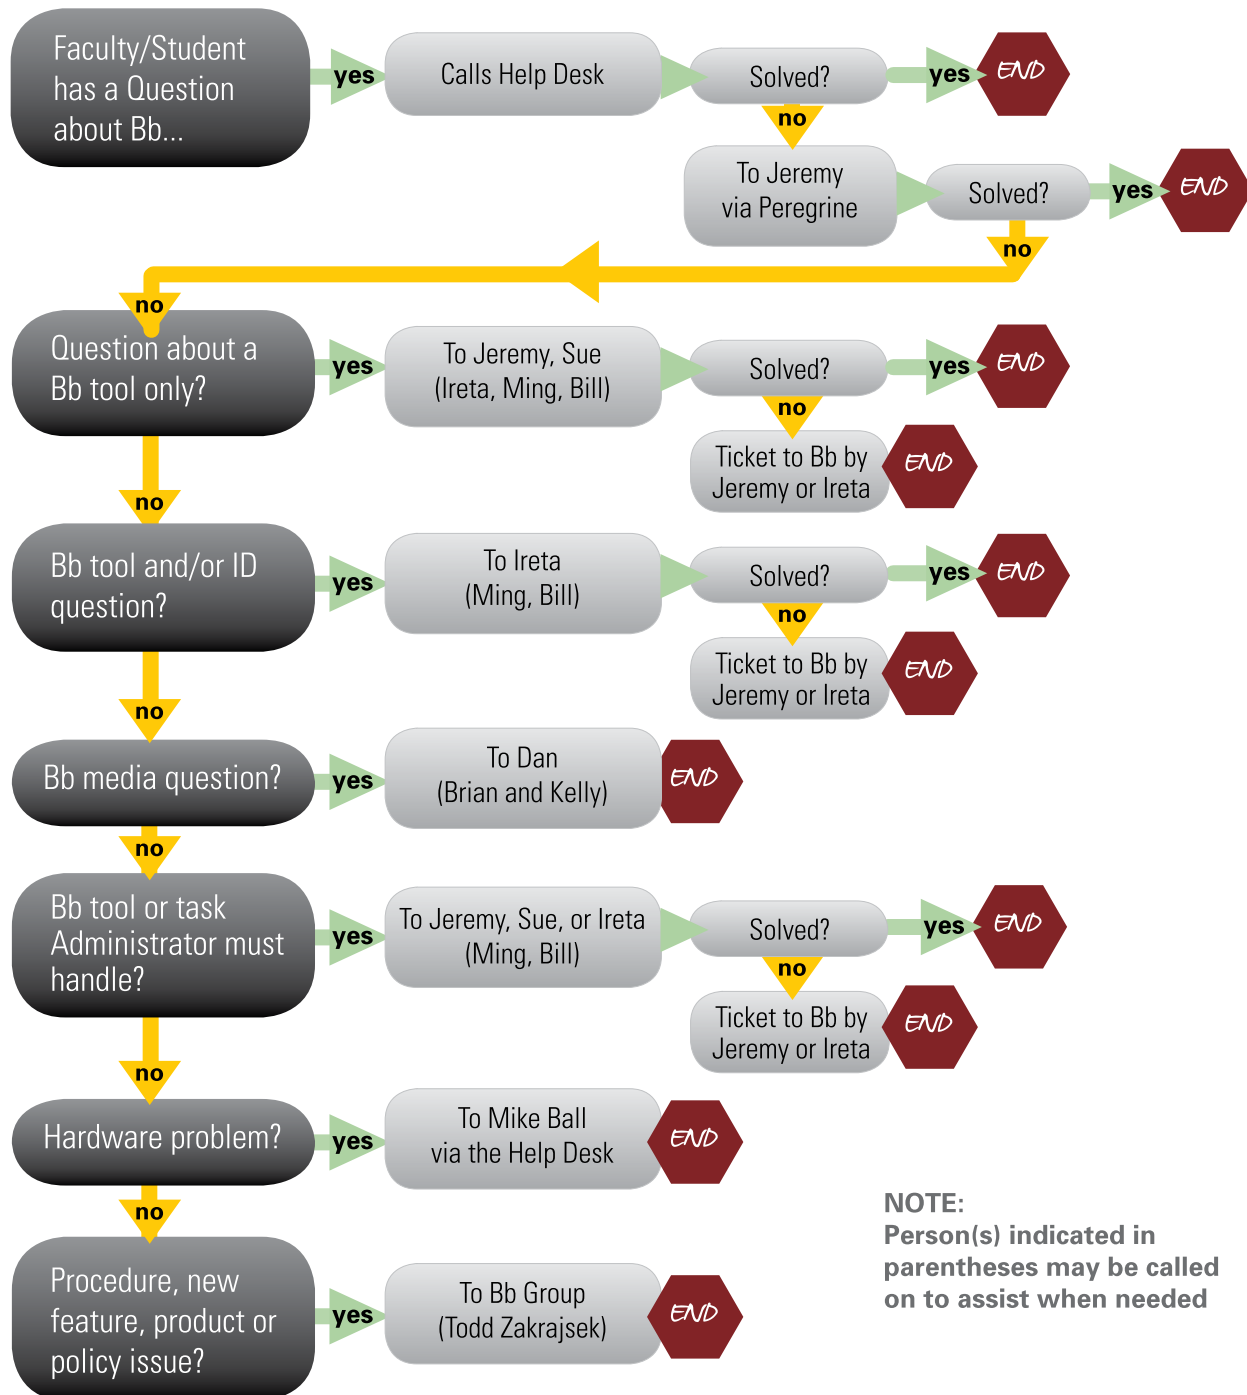 Faculty/Student
has a Question
about Bb...
yes
Calls Help Desk
Solved?
yes
END
no
To Jeremy
via Peregrine
Solved?
yes
END
no
no
Question about a
Bb tool only?
yes
To Jeremy, Sue
(Ireta, Ming, Bill)
Solved?
yes
END
no
Ticket to Bb by
Jeremy or Ireta
END
no
Bb tool and/or ID
question?
yes
To Ireta
(Ming, Bill)
Solved?
yes
END
no
Ticket to Bb by
Jeremy or Ireta
END
no
Bb media question?
yes
To Dan
(Brian and Kelly)
END
no
Bb tool or task
Administrator must
handle?
yes
To Jeremy, Sue, or Ireta
(Ming, Bill)
Solved?
yes
END
no
Ticket to Bb by
Jeremy or Ireta
END
no
Hardware problem?
yes
To Mike Ball
via the Help Desk
END
no
Procedure, new
feature, product or
policy issue?
yes
To Bb Group
(Todd Zakrajsek)
END
NOTE:
Person(s) indicated in
parentheses may be called
on to assist when needed